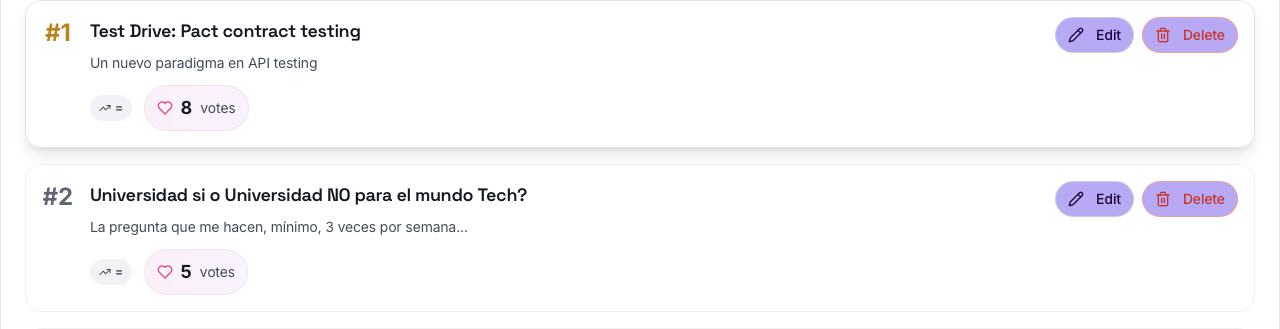 #1 Test Drive: Pact contract testing Edit Delete
Un nuevo paradigma en API testing
= 8 votes
#2 Universidad si o Universidad NO para el mundo Tech? Edit Delete
La pregunta que me hacen, mínimo, 3 veces por semana...
= 5 votes